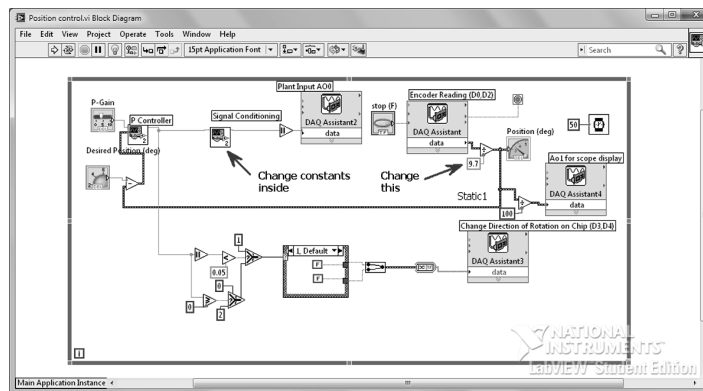 Position control.vi Block Diagram
File Edit View Project Operate Tools Window Help
15pt Application Font
Search
P-Gain
P Controller
2
Desired Position (deg)
Signal Conditioning
2
Plant Input AO0
DAQ Assistant2
data
stop (F)
Encoder Reading (D0,D2)
DAQ Assistant
data
Position (deg)
50
9.7
Change constants
inside
Change
this
Static1
Ao1 for scope display
DAQ Assistant4
data
100
Change Direction of Rotation on Chip (D3,D4)
DAQ Assistant3
data
1
0.05
0
0
2
1, Default
F
F
i
NATIONAL
INSTRUMENTS
LabVIEW Student Edition
Main Application Instance